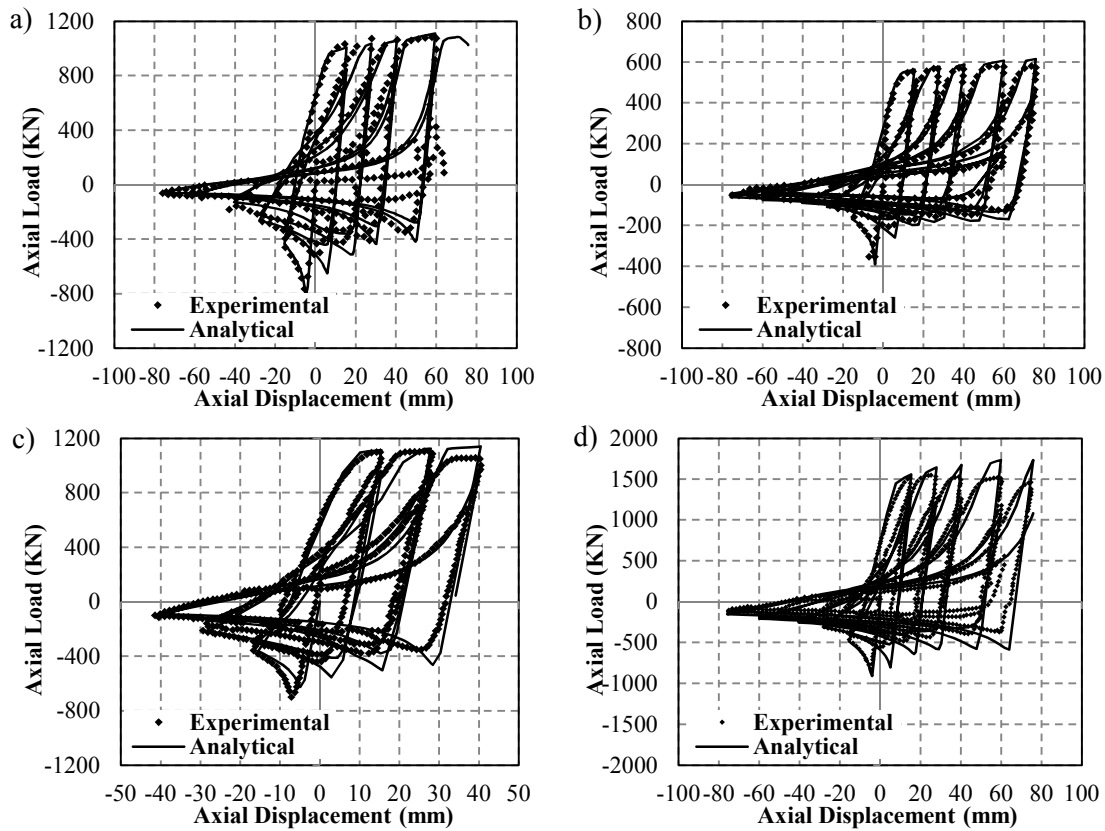 a)
1200
800
400
0
-400
-800
-1200
Axial Load (KN)
Experimental
Analytical
-100 -80 -60 -40 -20 0 20 40 60 80 100
Axial Displacement (mm)
b)
800
600
400
200
0
-200
-400
-600
-800
Axial Load (KN)
Experimental
Analytical
-100 -80 -60 -40 -20 0 20 40 60 80 100
Axial Displacement (mm)
c)
1200
800
400
0
-400
-800
-1200
Axial Load (KN)
Experimental
Analytical
-50 -40 -30 -20 -10 0 10 20 30 40 50
Axial Displacement (mm)
d)
2000
1500
1000
500
0
-500
-1000
-1500
-2000
Axial Load (KN)
Experimental
Analytical
-100 -80 -60 -40 -20 0 20 40 60 80 100
Axial Displacement (mm)